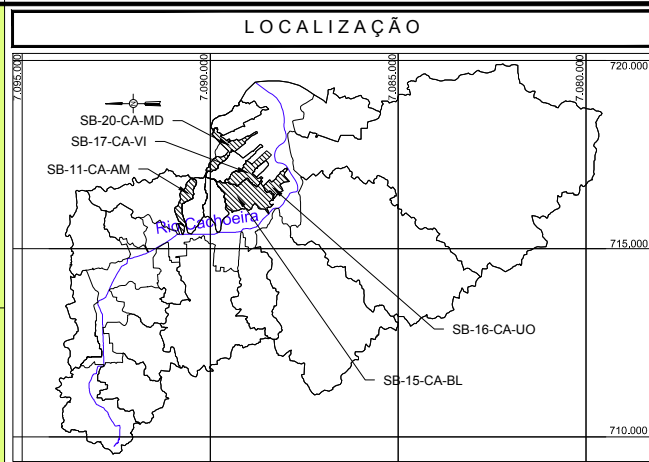 LOCALIZAÇÃO
7.095.000
7.090.000
7.085.000
7.080.000
720.000
SB-20-CA-MD
SB-17-CA-VI
SB-11-CA-AM
Rio Cachoeira
715.000
SB-16-CA-UO
SB-15-CA-BL
710.000